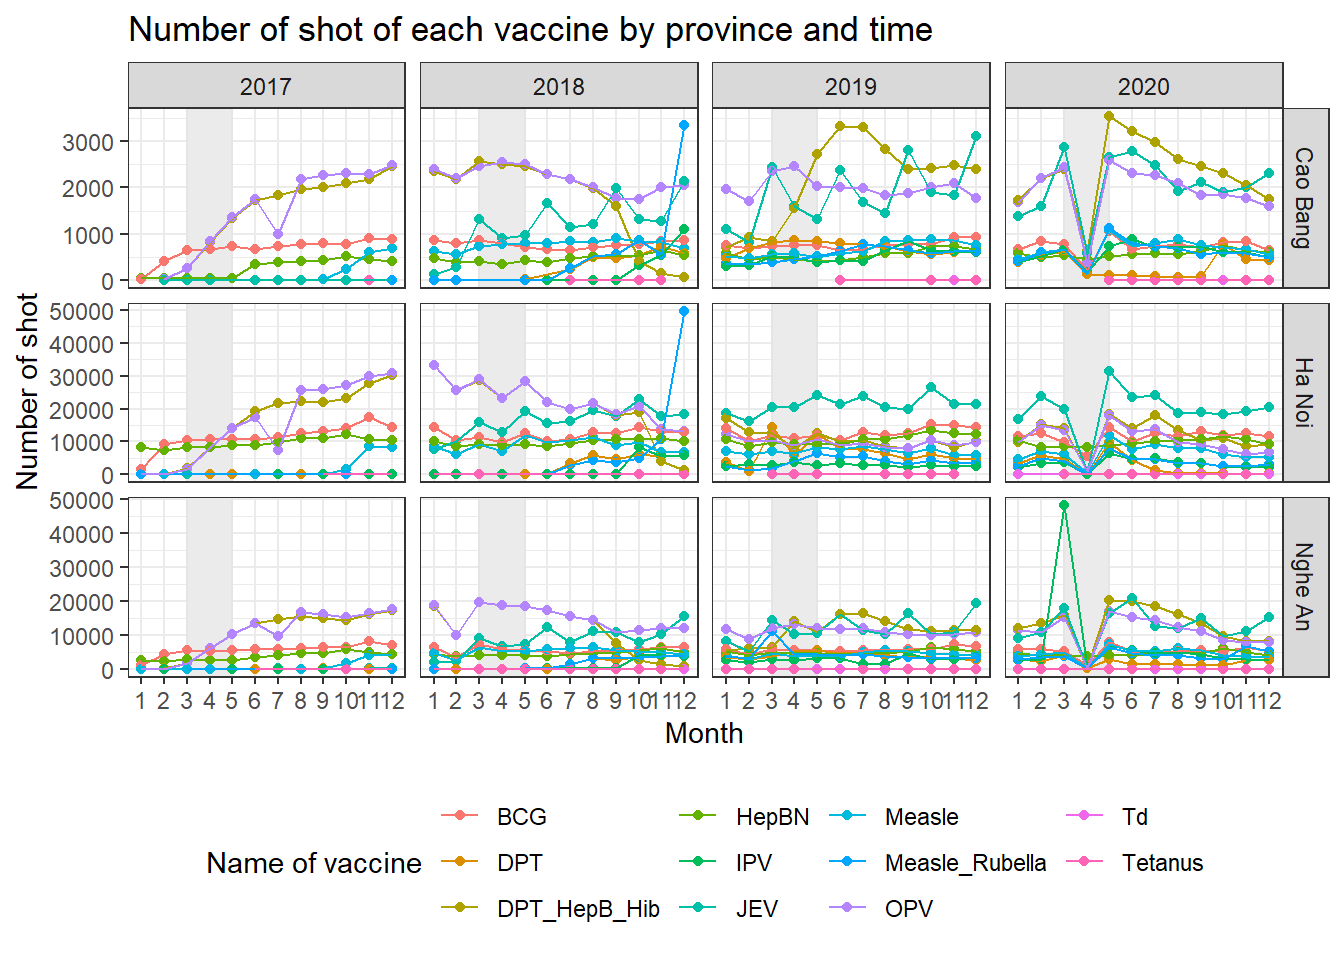 Number of shot of each vaccine by province and time
2017 2018 2019 2020
Number of shot
3000
2000
1000
0
Cao Bang
50000
40000
30000
20000
10000
0
Ha Noi
50000
40000
30000
20000
10000
0
Nghe An
1 2 3 4 5 6 7 8 9 10 11 12 1 2 3 4 5 6 7 8 9 10 11 12 1 2 3 4 5 6 7 8 9 10 11 12 1 2 3 4 5 6 7 8 9 10 11 12
Month
Name of vaccine
BCG HepBN Measle Td
DPT IPV Measle_Rubella Tetanus
DPT_HepB_Hib JEV OPV